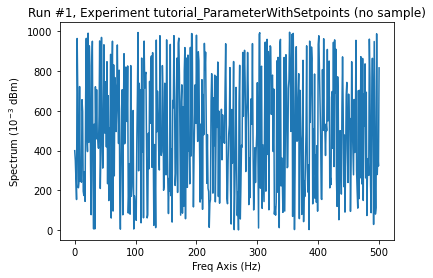 Run #1, Experiment tutorial_ParameterWithSetpoints (no sample)
1000
800
600
400
200
0
Spectrum (10⁻³ dBm)
0 100 200 300 400 500
Freq Axis (Hz)